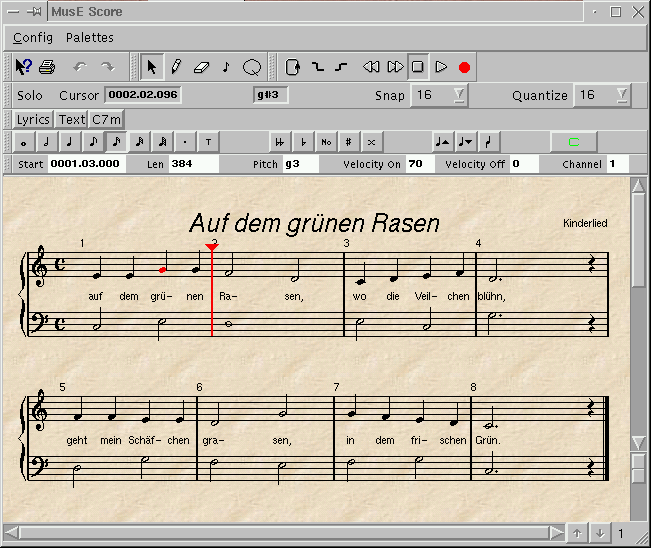 MusE Score
Config Palettes
Solo Cursor 0002.02.096 g#3 Snap 16 Quantize 16
Lyrics Text C7m
T No
Start 0001.03.000 Len 384 Pitch g3 Velocity On 70 Velocity Off 0 Channel 1
Auf dem grünen Rasen
Kinderlied
1 2 3 4
auf dem grü- nen Ra- sen, wo die Veil- chen blühn,
5 6 7 8
geht mein Schäf- chen gra- sen, in dem fri- schen Grün.
1